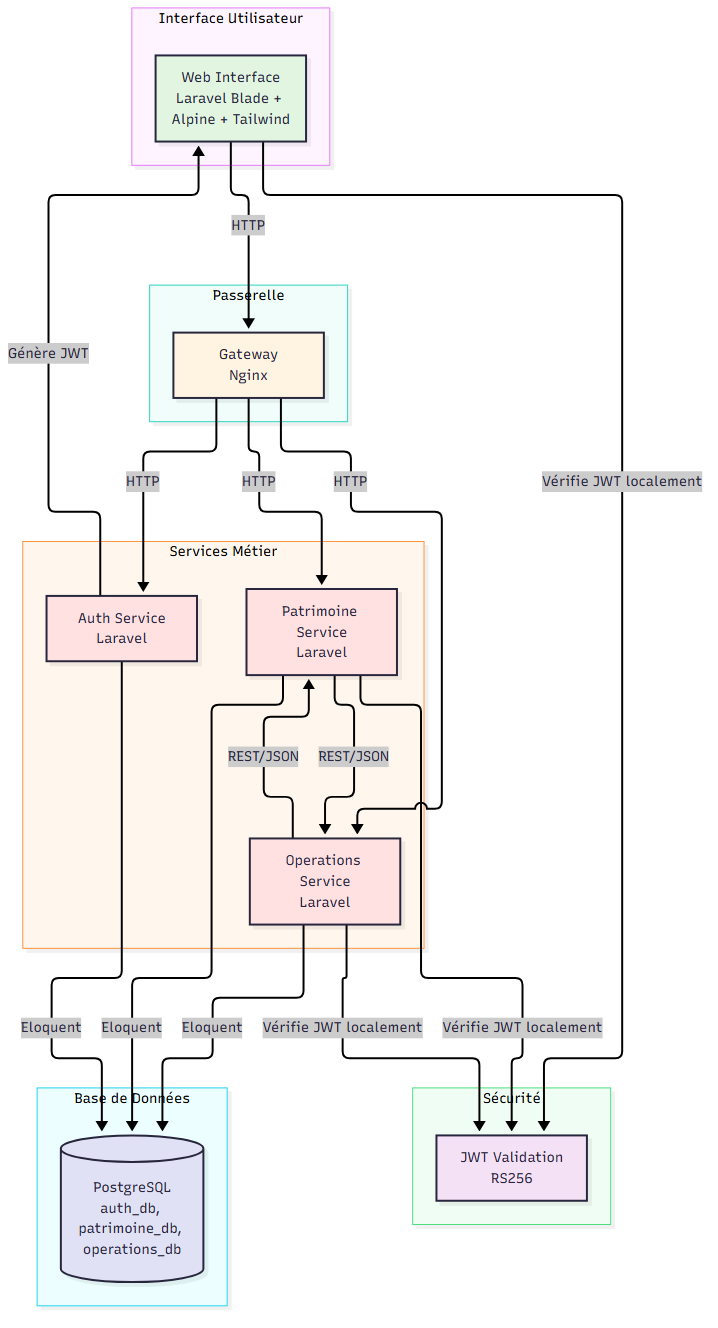 Interface Utilisateur
Web Interface
Laravel Blade +
Alpine + Tailwind
HTTP
Passerelle
Gateway
Nginx
Génère JWT
HTTP
HTTP
HTTP
Vérifie JWT localement
Services Métier
Auth Service
Laravel
Patrimoine
Service
Laravel
REST/JSON
REST/JSON
Operations
Service
Laravel
Eloquent
Eloquent
Eloquent
Vérifie JWT localement
Vérifie JWT localement
Base de Données
PostgreSQL
auth_db,
patrimoine_db,
operations_db
Sécurité
JWT Validation
RS256